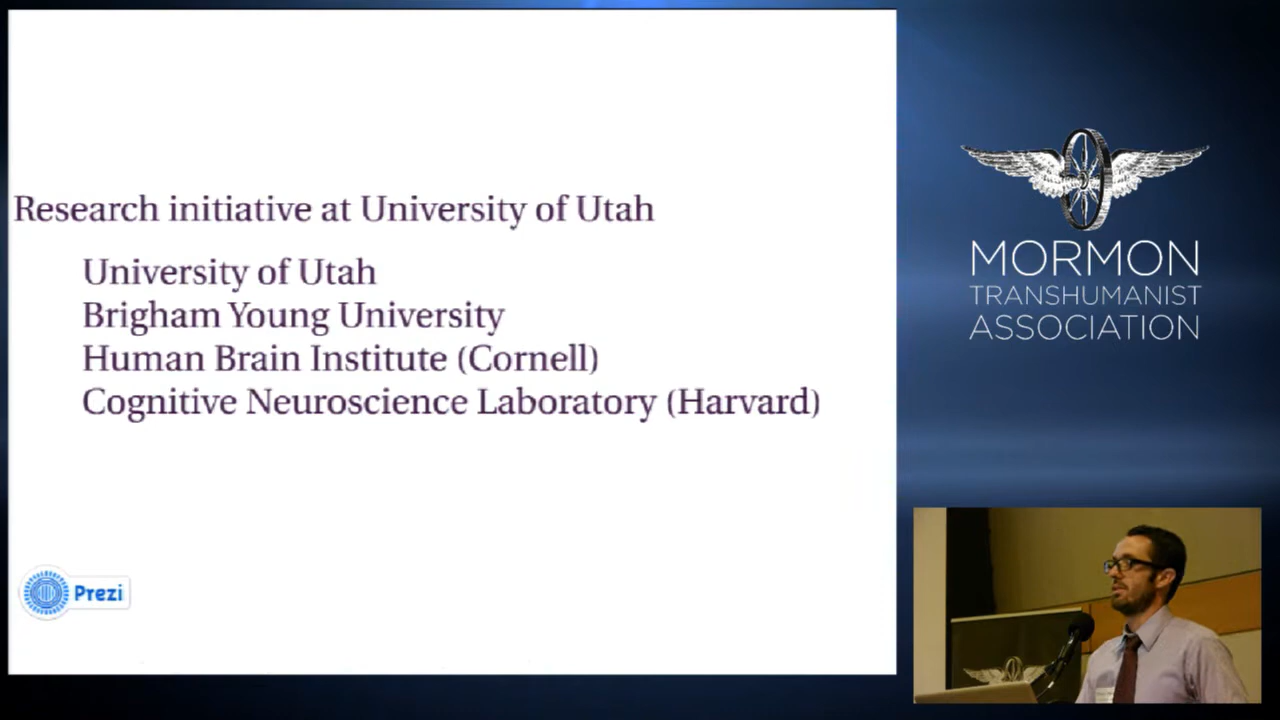 Research initiative at University of Utah
University of Utah
Brigham Young University
Human Brain Institute (Cornell)
Cognitive Neuroscience Laboratory (Harvard)
Prezi
MORMON
TRANSHUMANIST
ASSOCIATION